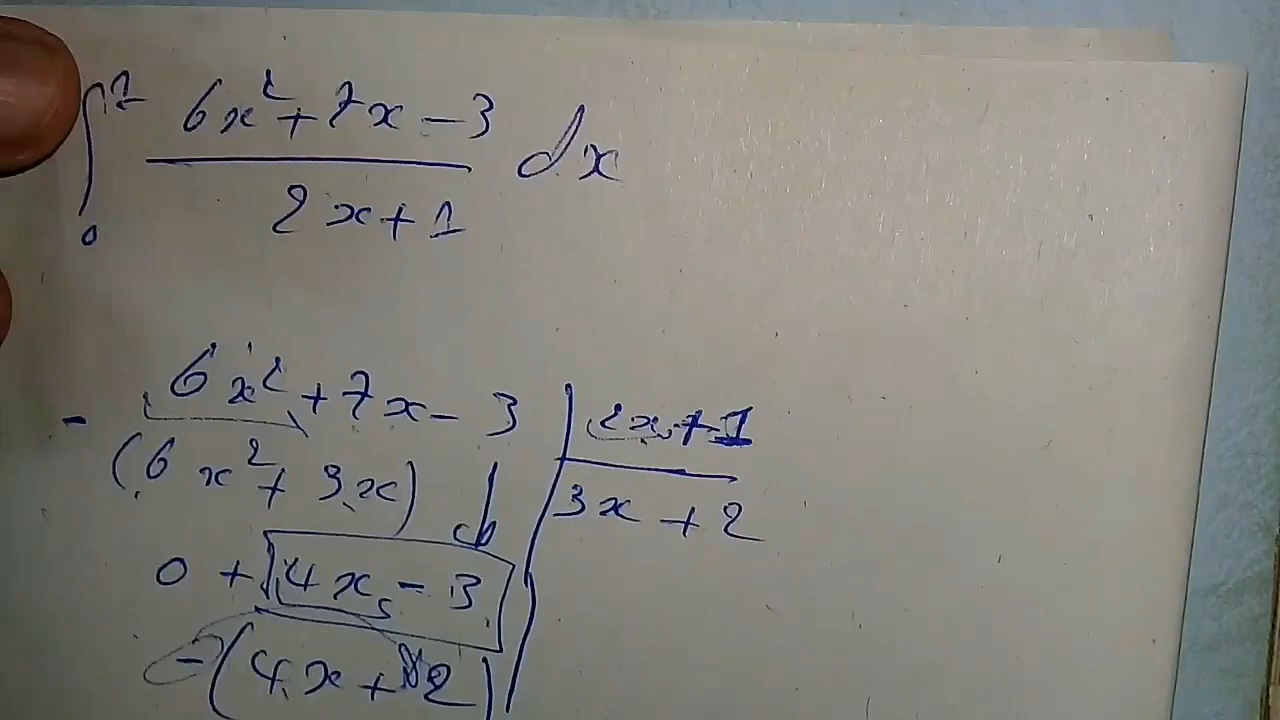 ∫₀¹ (6x² + 7x - 3)/(2x + 1) dx
- 6x² + 7x - 3 | 2x + 1
(6x² + 3x) | 3x + 2
0 + 4x - 3
- (4x + 2)